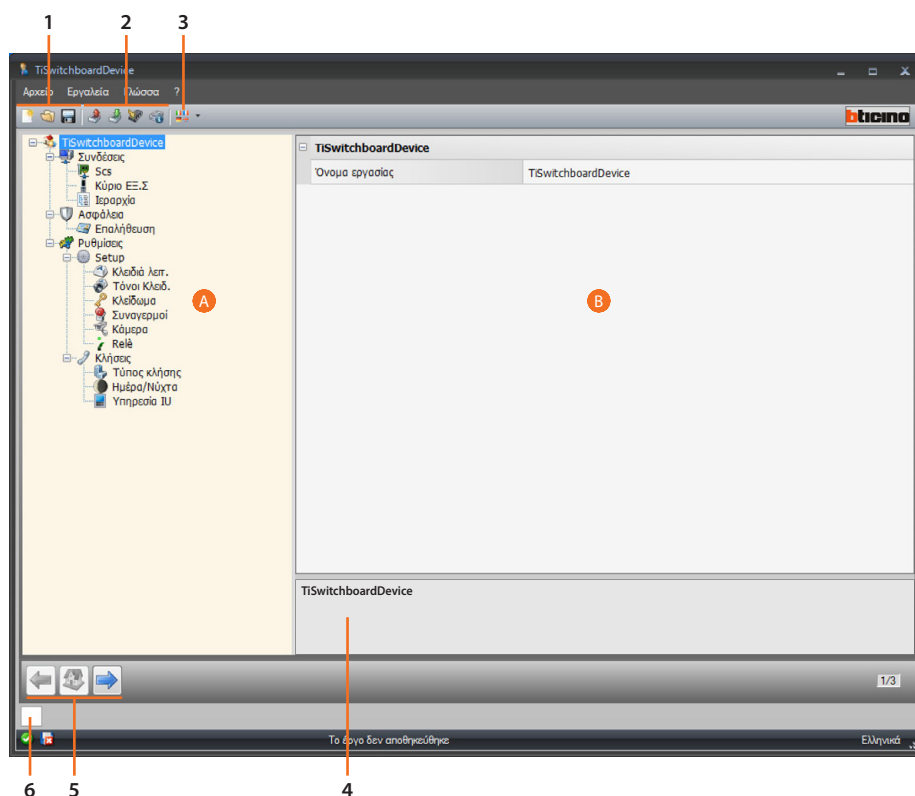 1 2 3
TiSwitchboardDevice
Αρχείο Εργαλεία Γλώσσα ?
bticino
TiSwitchboardDevice
Συνδέσεις
Scs
Κύριο ΕΞ.Σ
Ιεραρχία
Ασφάλεια
Επαλήθευση
Ρυθμίσεις
Setup
Κλειδιά λειτ.
Τόνοι Κλειδ.
Κλείδωμα
Συναγερμοί
Κάμερα
Relè
Κλήσεις
Τύπος κλήσης
Ημέρα/Νύχτα
Υπηρεσία IU
A
TiSwitchboardDevice
Όνομα εργασίας TiSwitchboardDevice
B
TiSwitchboardDevice
1/3
Το έργο δεν αποθηκεύθηκε Ελληνικά
6 5 4